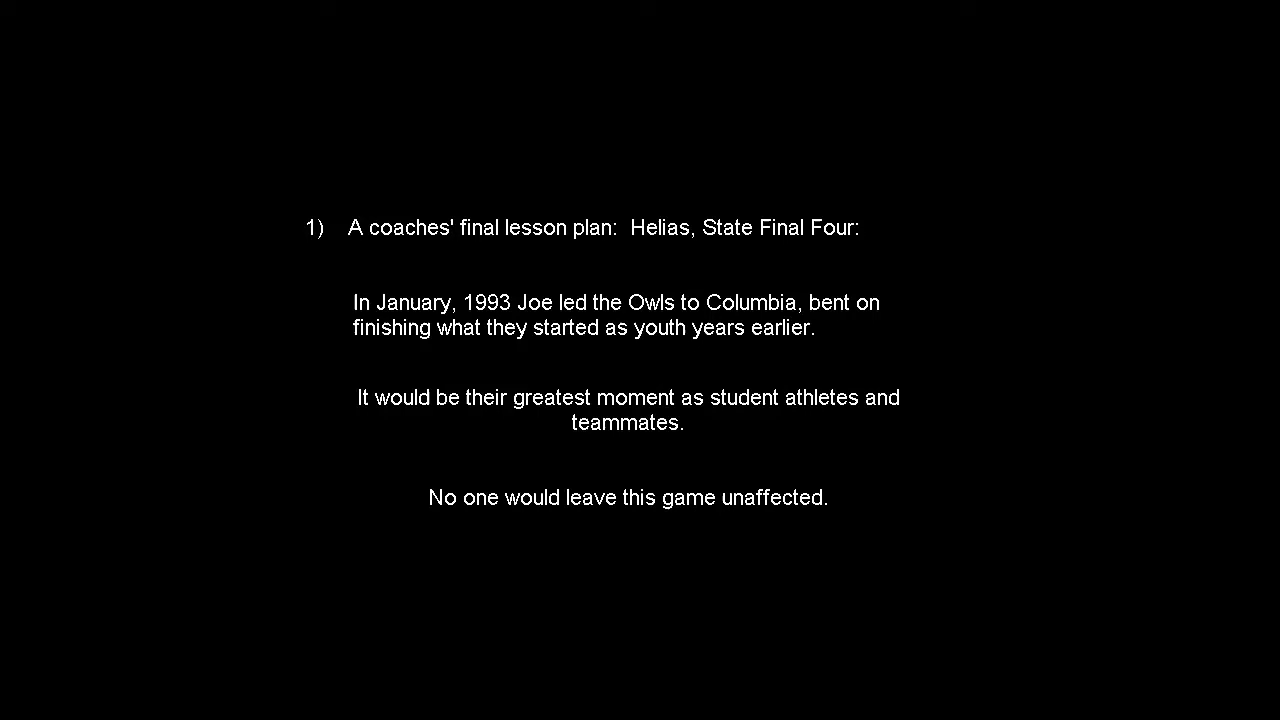 1) A coaches' final lesson plan: Helias, State Final Four:
In January, 1993 Joe led the Owls to Columbia, bent on
finishing what they started as youth years earlier.
It would be their greatest moment as student athletes and
teammates.
No one would leave this game unaffected.